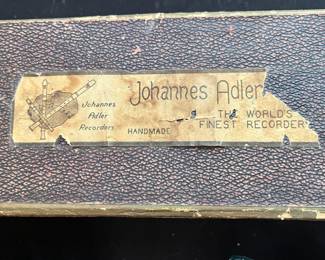 Johannes Adler
Johannes
Adler
Recorders
THE WORLD'S
HANDMADE
FINEST RECORDER